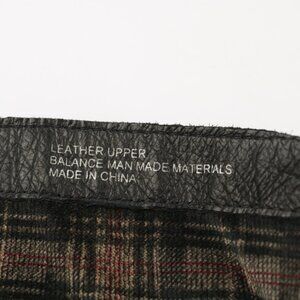 LEATHER UPPER
BALANCE MAN MADE MATERIALS
MADE IN CHINA